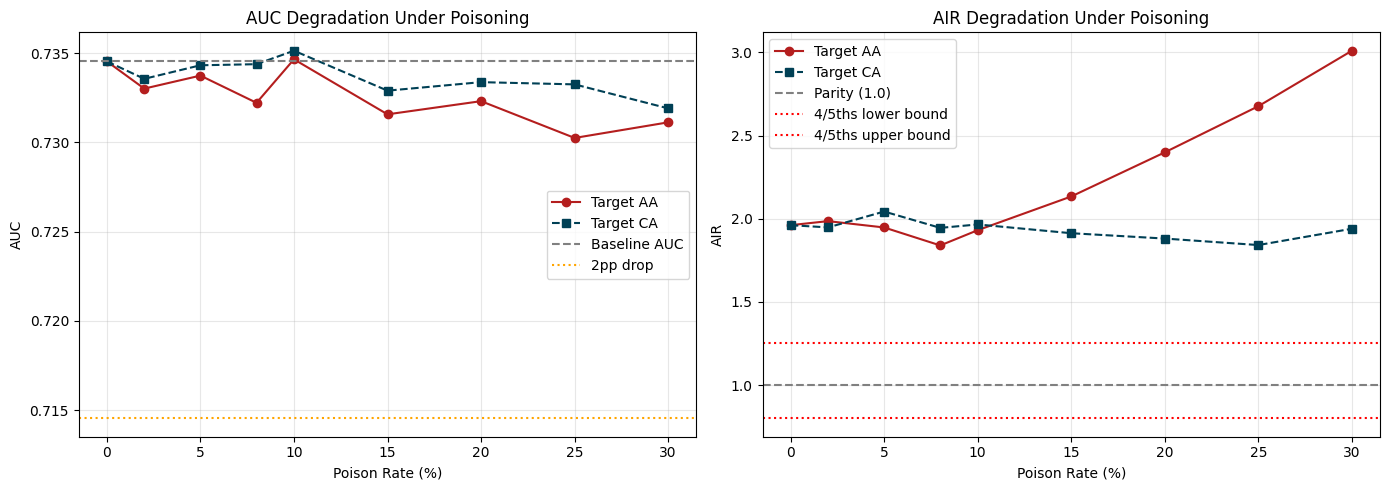 AUC Degradation Under Poisoning
0.735
0.730
0.725
0.720
0.715
AUC
Target AA
Target CA
Baseline AUC
2pp drop
0
5
10
15
20
25
30
Poison Rate (%)
AIR Degradation Under Poisoning
3.0
2.5
2.0
1.5
1.0
AIR
Target AA
Target CA
Parity (1.0)
4/5ths lower bound
4/5ths upper bound
0
5
10
15
20
25
30
Poison Rate (%)